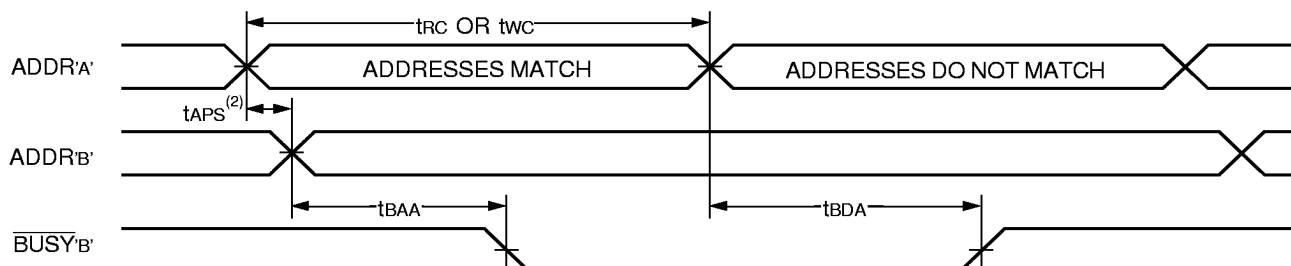 tRC OR tWC
ADDR'A'
ADDRESSES MATCH
ADDRESSES DO NOT MATCH
tAPS(2)
ADDR'B'
tBAA
tBDA
BUSY'B'